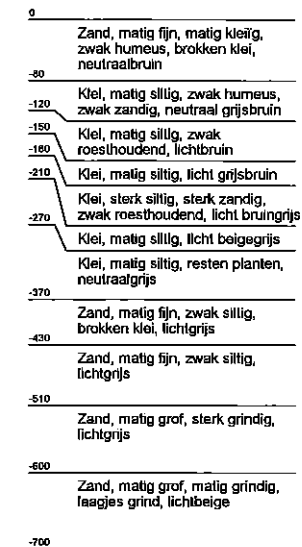 0
Zand, matig fijn, matig kleiïg,
zwak humeus, brokken klei,
neutraalbruin
-80
Klei, matig siltig, zwak humeus,
zwak zandig, neutraal grijsbruin
-120
Klei, matig siltig, zwak
roesthoudend, lichtbruin
-150
Klei, matig siltig, licht grijsbruin
-180
Klei, sterk siltig, sterk zandig,
zwak roesthoudend, licht bruingrijs
-210
Klei, matig siltig, licht beigegrijs
-270
Klei, matig siltig, resten planten,
neutraalgrijs
-370
Zand, matig fijn, zwak siltig,
brokken klei, lichtgrijs
-430
Zand, matig fijn, zwak siltig,
lichtgrijs
-510
Zand, matig grof, sterk grindig,
lichtgrijs
-600
Zand, matig grof, matig grindig,
laagjes grind, lichtbeige
-700